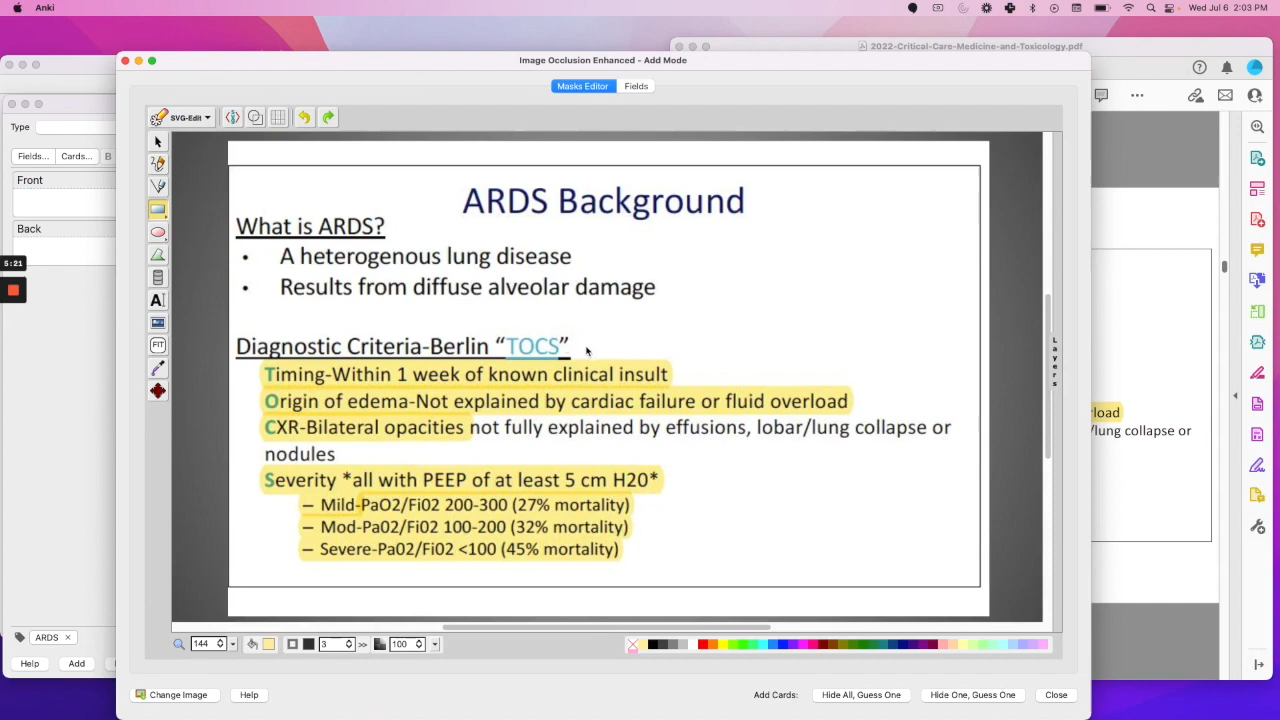 Anki
Wed Jul 6 2:03 PM
2022-Critical-Care-Medicine-and-Toxicology.pdf
Image Occlusion Enhanced - Add Mode
Masks Editor
Fields
Type
SVG-Edit
Fields...
Cards...
B
Front
Back
5:21
ARDS Background
What is ARDS?
• A heterogenous lung disease
• Results from diffuse alveolar damage
Diagnostic Criteria-Berlin “TOCS”
Timing-Within 1 week of known clinical insult
Origin of edema-Not explained by cardiac failure or fluid overload
CXR-Bilateral opacities not fully explained by effusions, lobar/lung collapse or
nodules
Severity *all with PEEP of at least 5 cm H20*
– Mild-PaO2/Fi02 200-300 (27% mortality)
– Mod-Pa02/Fi02 100-200 (32% mortality)
– Severe-Pa02/Fi02 <100 (45% mortality)
A
FIT
Layers
load
/lung collapse or
144
3
>>
100
ARDS ×
Help
Add
Change Image
Help
Add Cards:
Hide All, Guess One
Hide One, Guess One
Close